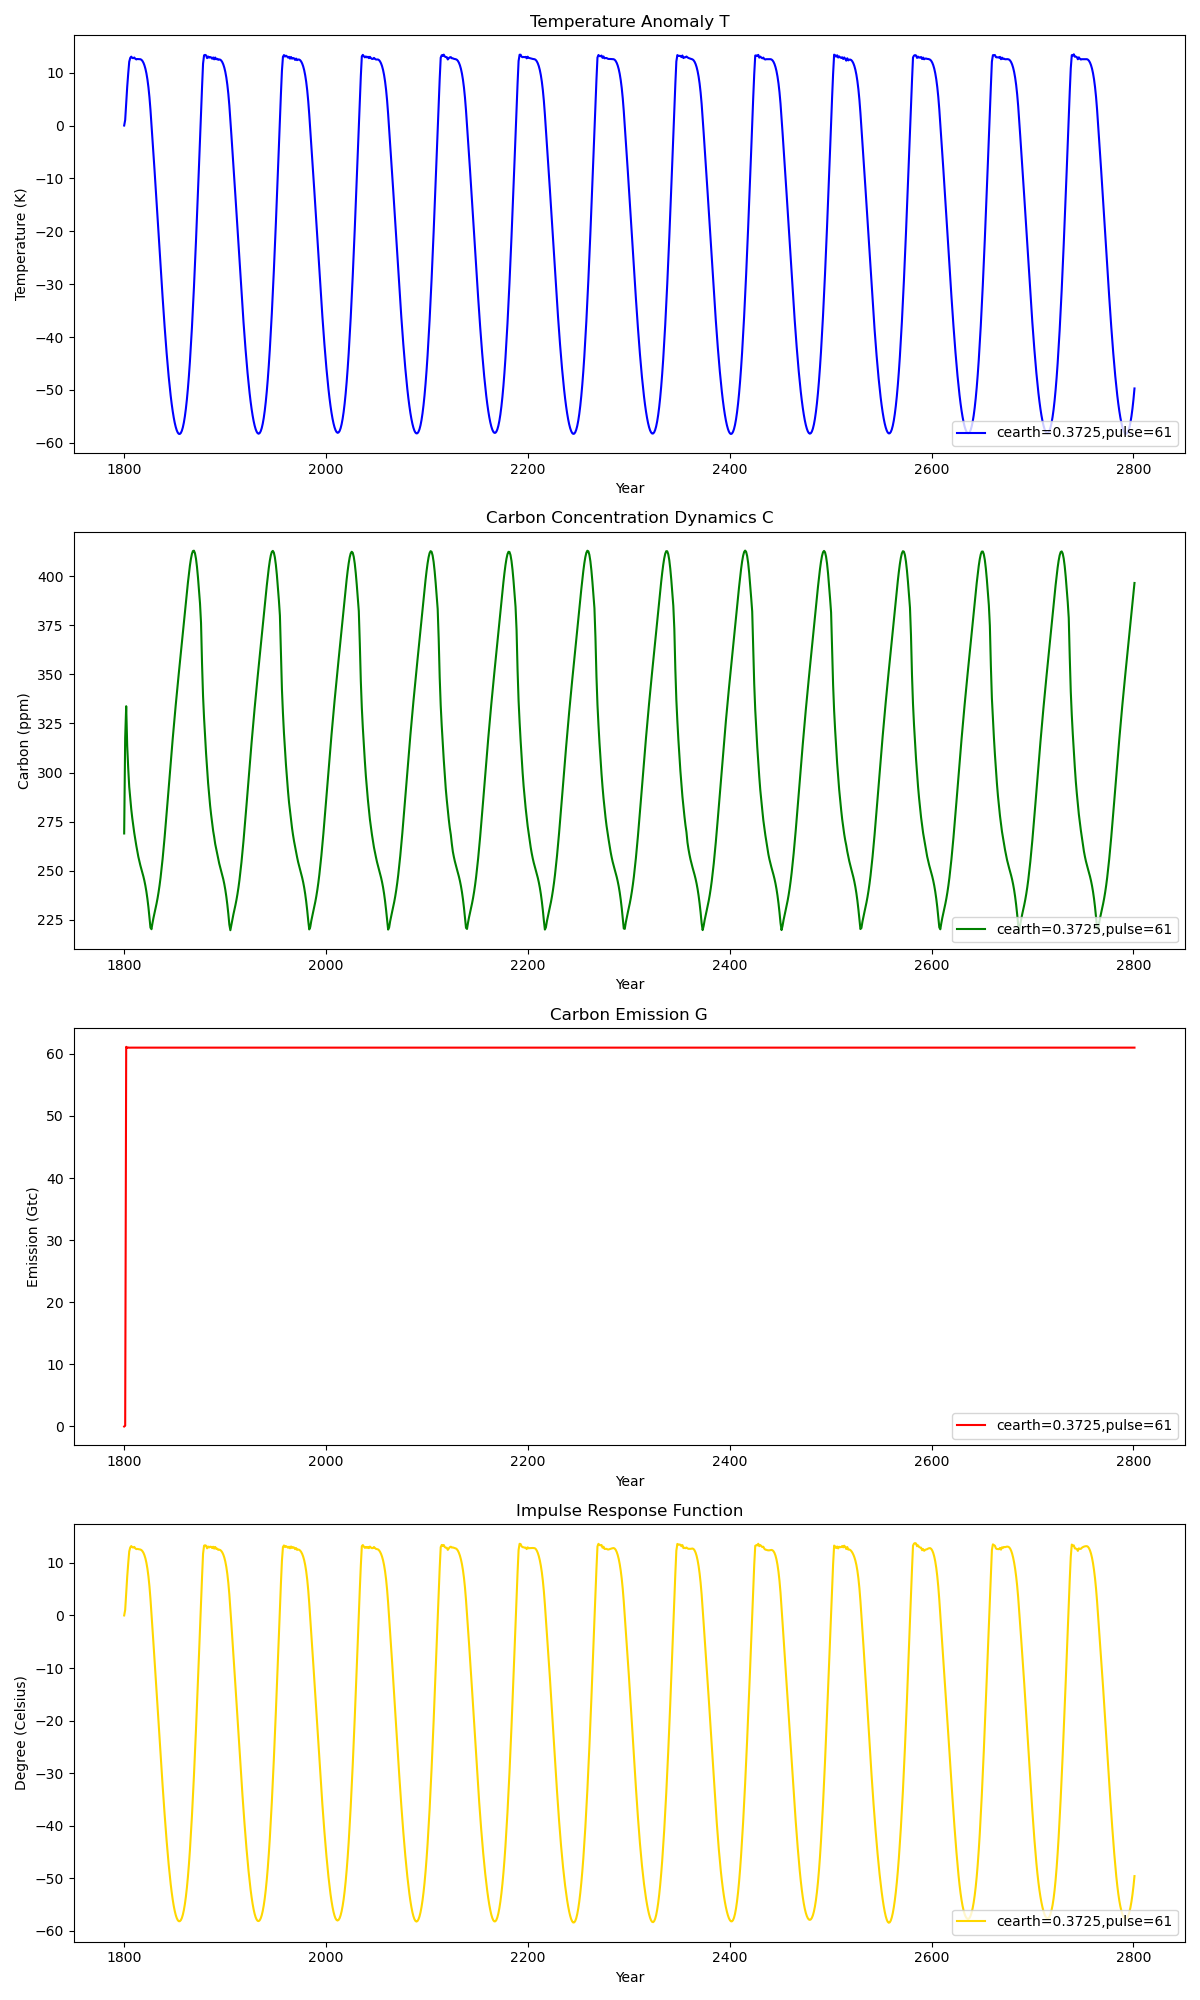 Temperature Anomaly T
10
0
−10
−20
−30
−40
−50
−60
Temperature (K)
cearth=0.3725,pulse=61
1800 2000 2200 2400 2600 2800
Year
Carbon Concentration Dynamics C
400
375
350
325
300
275
250
225
Carbon (ppm)
cearth=0.3725,pulse=61
1800 2000 2200 2400 2600 2800
Year
Carbon Emission G
60
50
40
30
20
10
0
Emission (Gtc)
cearth=0.3725,pulse=61
1800 2000 2200 2400 2600 2800
Year
Impulse Response Function
10
0
−10
−20
−30
−40
−50
−60
Degree (Celsius)
cearth=0.3725,pulse=61
1800 2000 2200 2400 2600 2800
Year